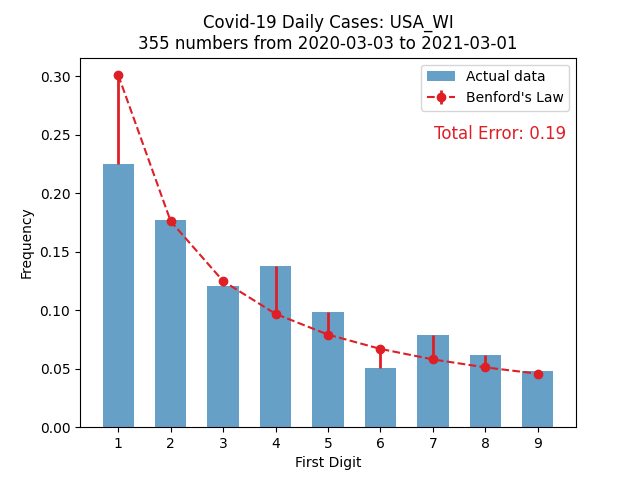 Covid-19 Daily Cases: USA_WI
355 numbers from 2020-03-03 to 2021-03-01
Actual data
Benford's Law
Total Error: 0.19
0.30
0.25
0.20
0.15
0.10
0.05
0.00
Frequency
1 2 3 4 5 6 7 8 9
First Digit